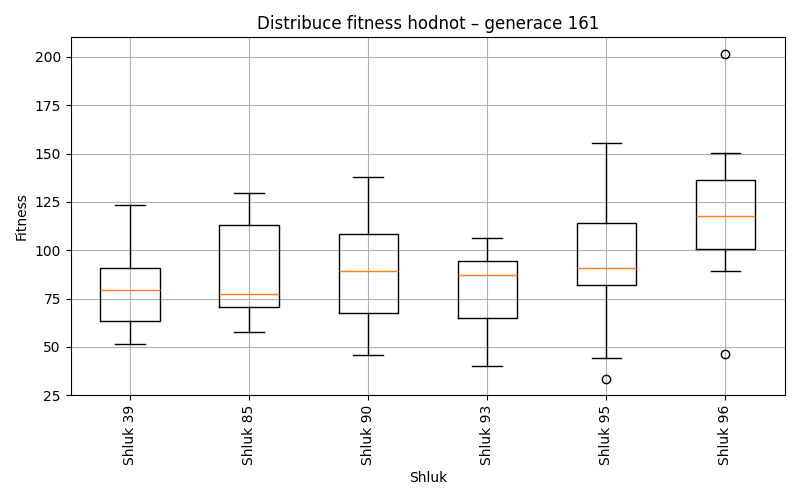 Distribuce fitness hodnot – generace 161
Fitness
200
175
150
125
100
75
50
25
Shluk 39
Shluk 85
Shluk 90
Shluk 93
Shluk 95
Shluk 96
Shluk